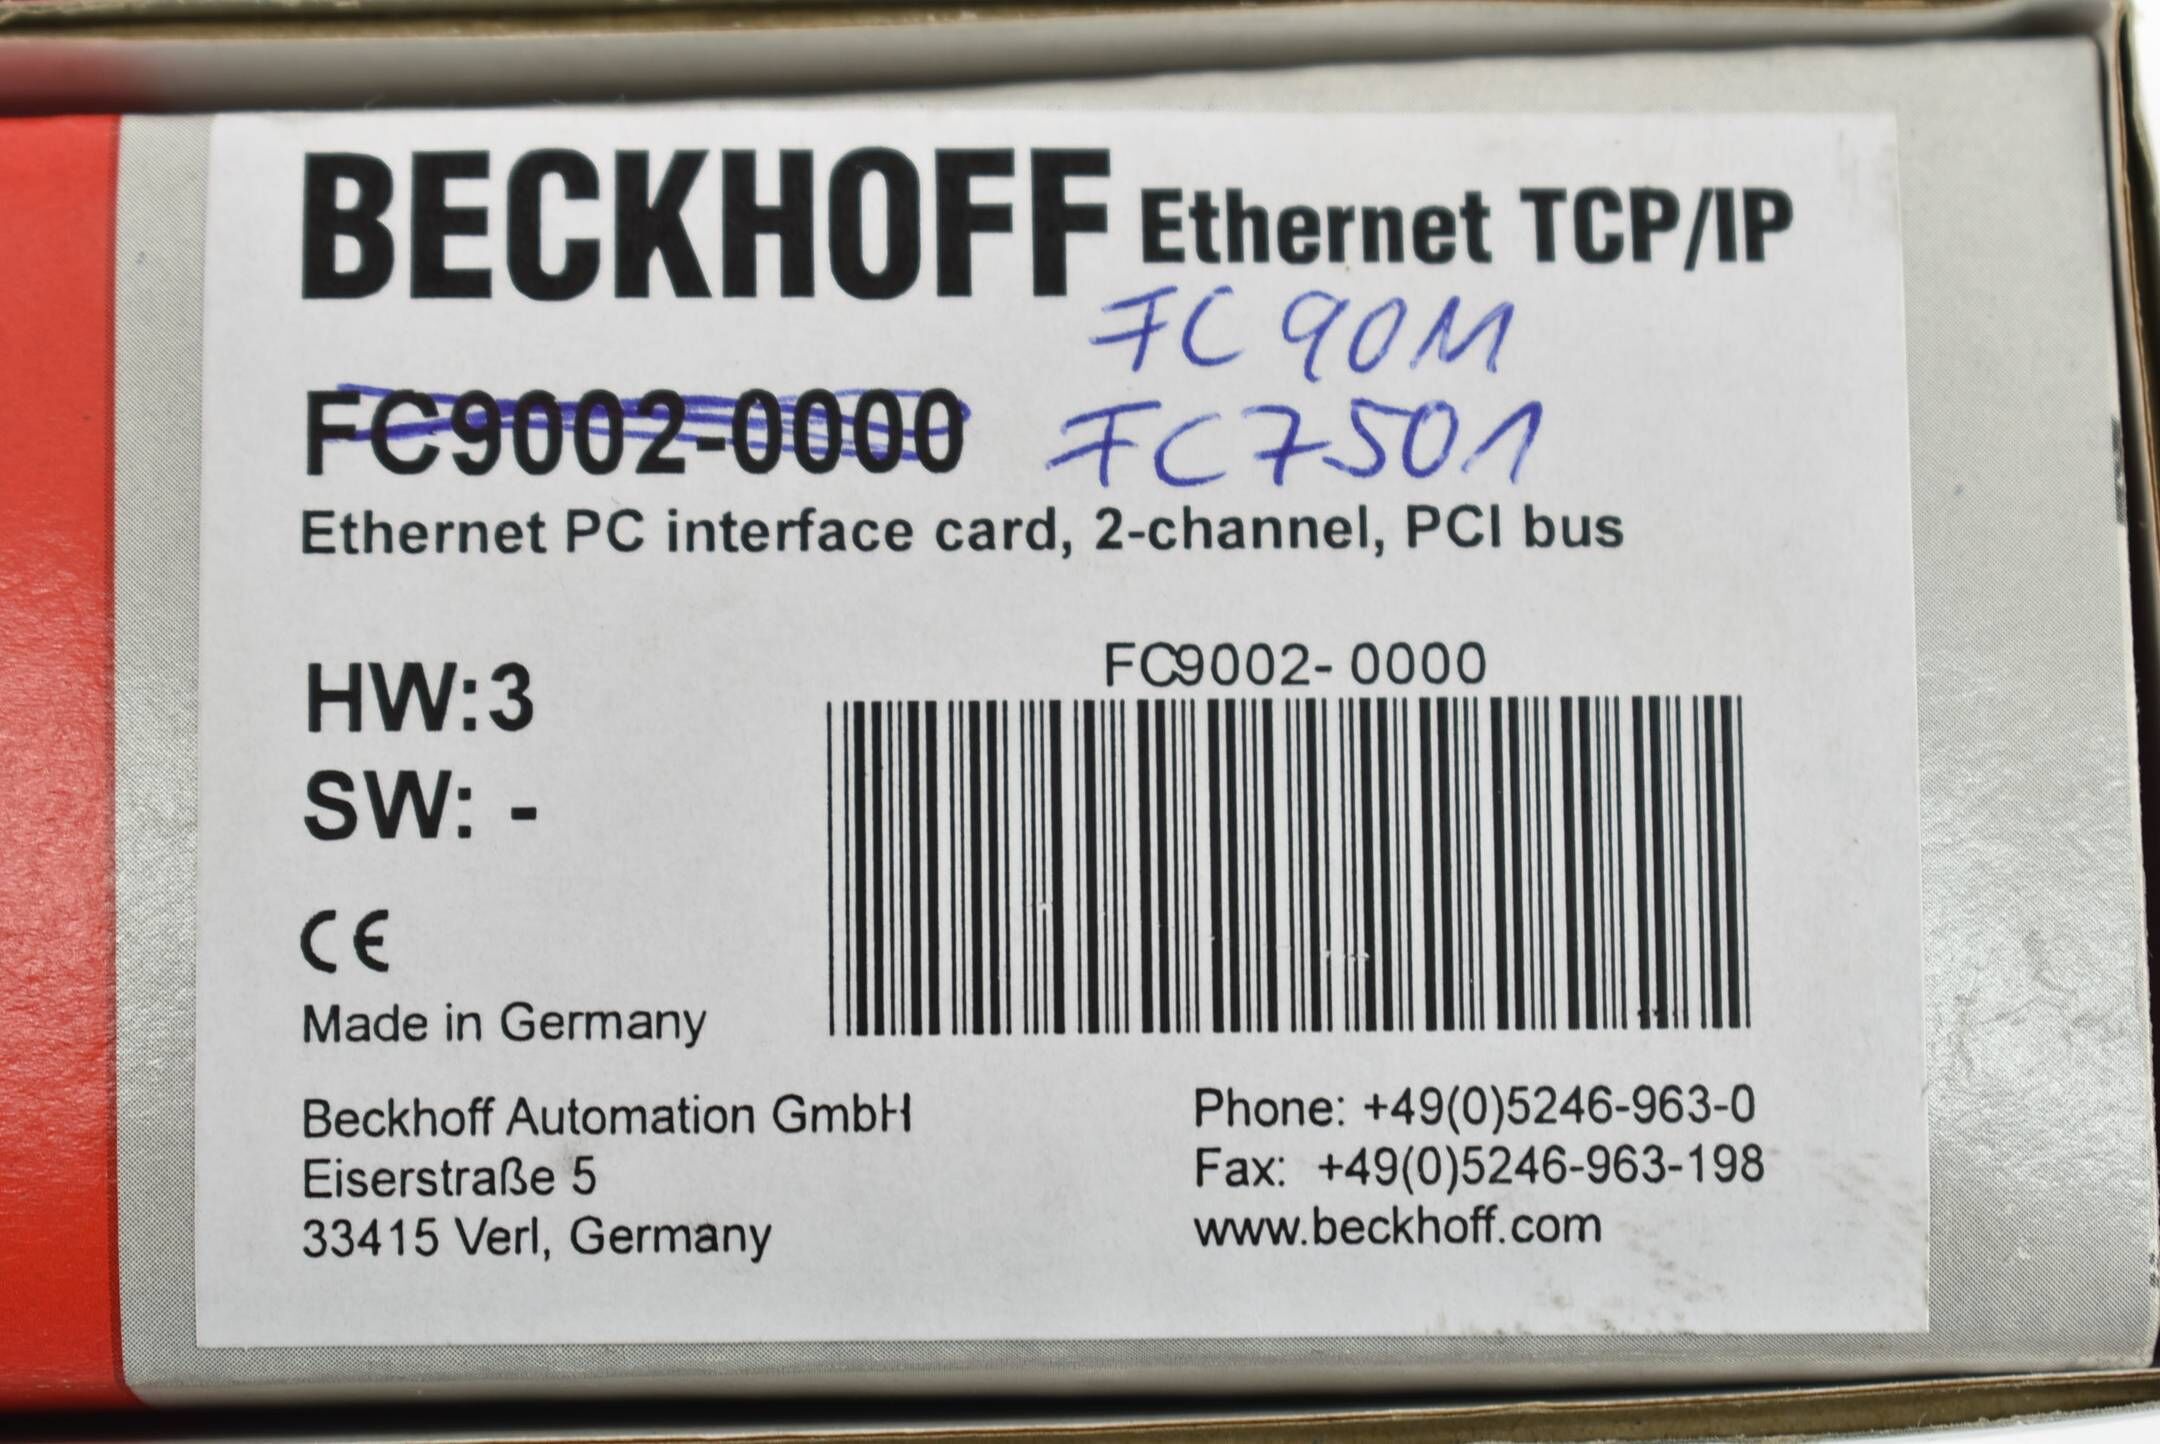 BECKHOFF Ethernet TCP/IP
FC9011
FC9002-0000 FC7501
Ethernet PC interface card, 2-channel, PCI bus
HW:3
SW: -
FC9002- 0000
CE
Made in Germany
Beckhoff Automation GmbH
Eiserstraße 5
33415 Verl, Germany
Phone: +49(0)5246-963-0
Fax: +49(0)5246-963-198
www.beckhoff.com